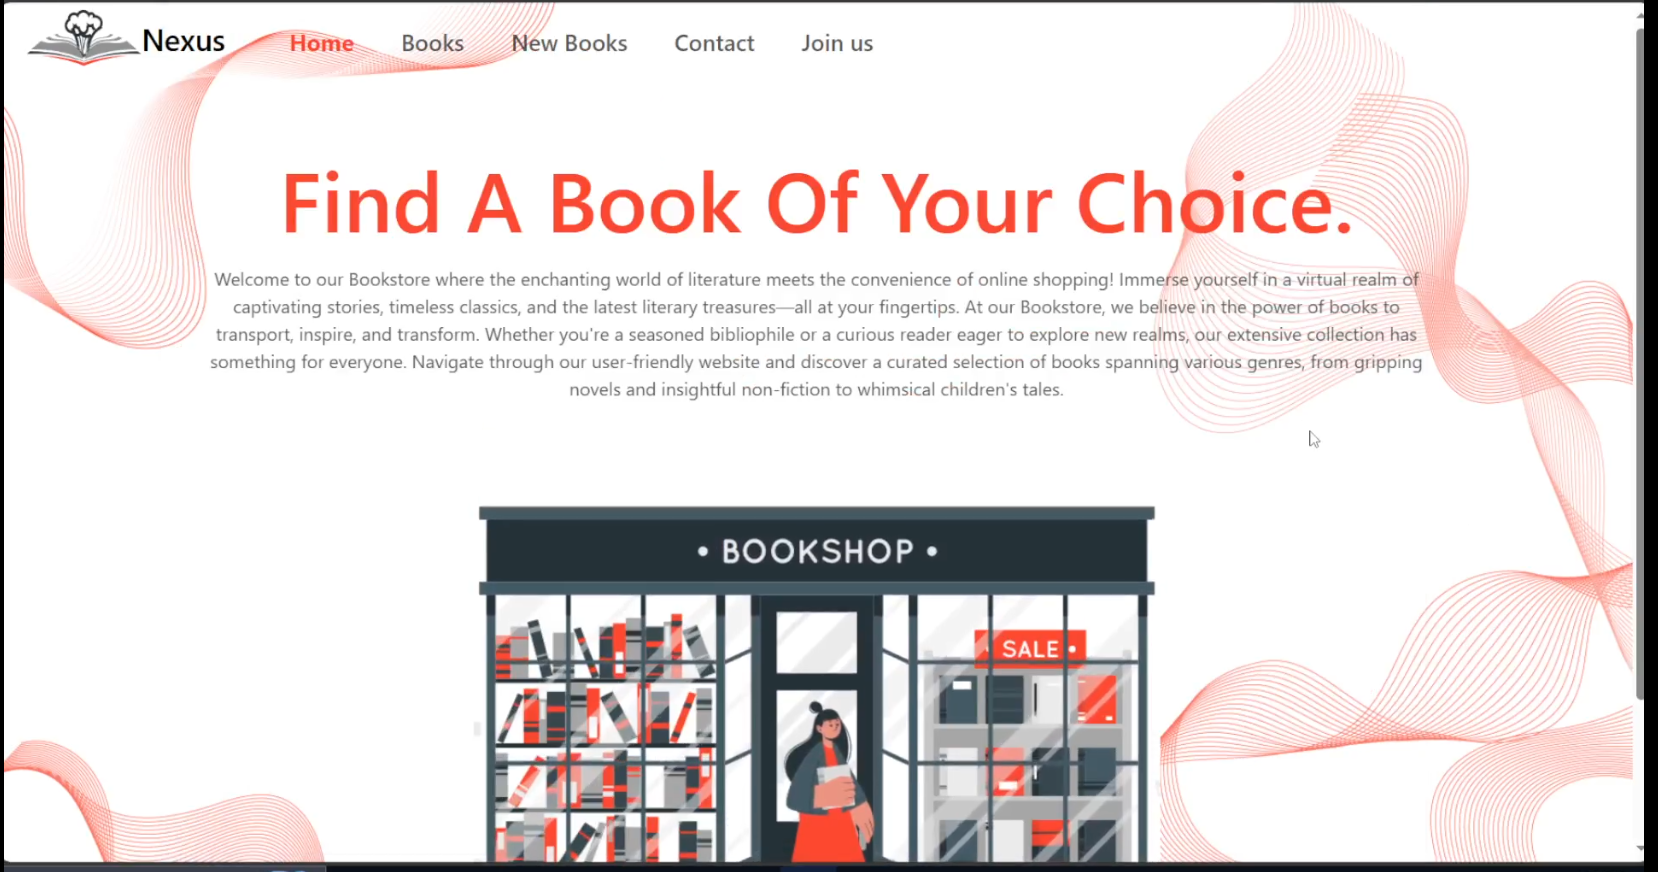 Nexus Home Books New Books Contact Join us
Find A Book Of Your Choice.
Welcome to our Bookstore where the enchanting world of literature meets the convenience of online shopping! Immerse yourself in a virtual realm of
captivating stories, timeless classics, and the latest literary treasures—all at your fingertips. At our Bookstore, we believe in the power of books to
transport, inspire, and transform. Whether you're a seasoned bibliophile or a curious reader eager to explore new realms, our extensive collection has
something for everyone. Navigate through our user-friendly website and discover a curated selection of books spanning various genres, from gripping
novels and insightful non-fiction to whimsical children's tales.
• BOOKSHOP •
• SALE •